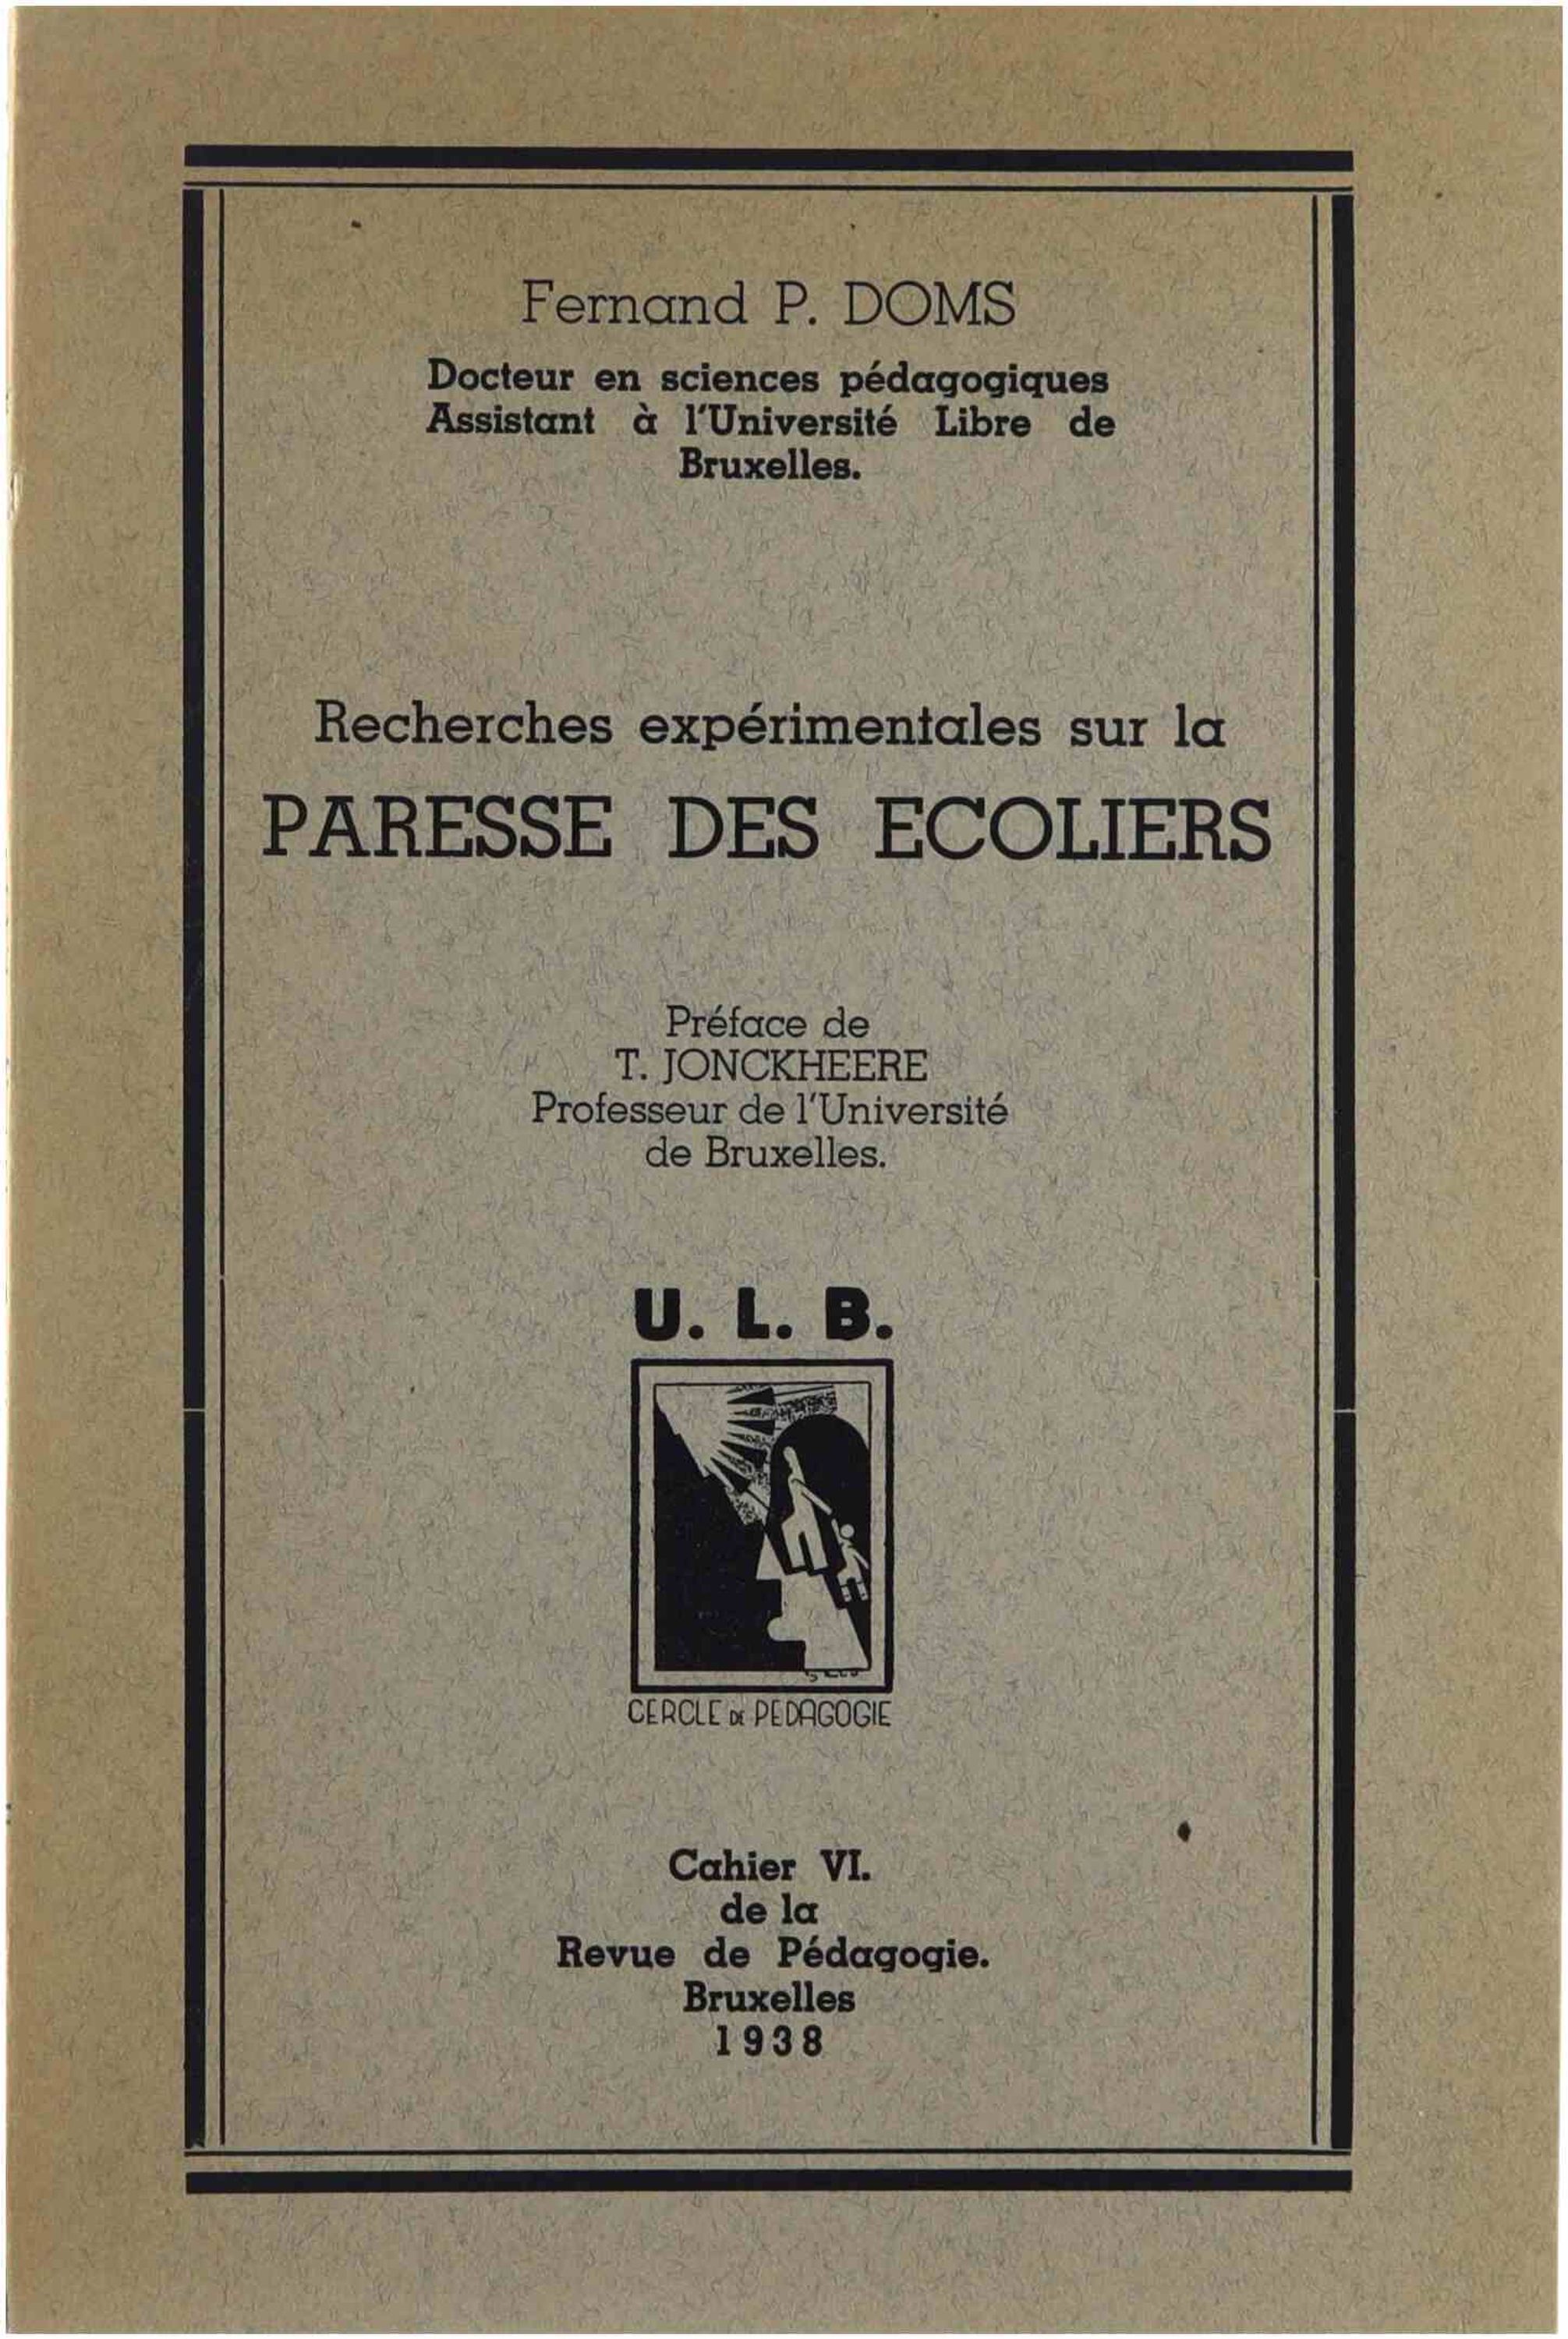 Fernand P. DOMS
Docteur en sciences pédagogiques
Assistant à l'Université Libre de
Bruxelles.
Recherches expérimentales sur la
PARESSE DES ECOLIERS
Préface de
T. JONCKHEERE
Professeur de l'Université
de Bruxelles.
U. L. B.
CERCLE DE PEDAGOGIE
Cahier VI.
de la
Revue de Pédagogie.
Bruxelles
1938